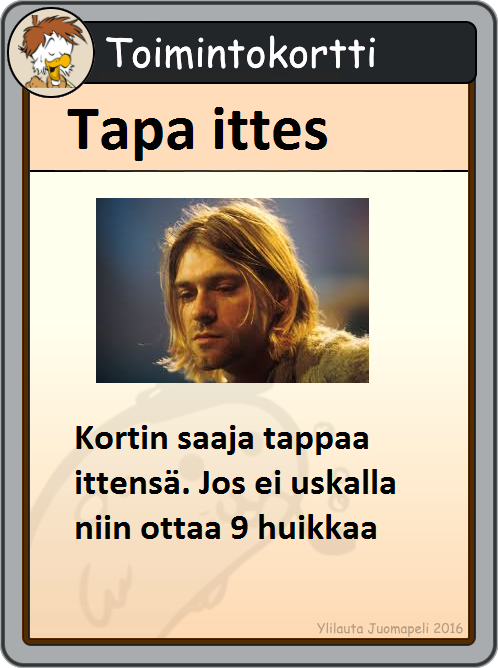 Toimintokortti
Tapa ittes
Kortin saaja tappaa
ittensä. Jos ei uskalla
niin ottaa 9 huikkaa
Ylilauta Juomapeli 2016